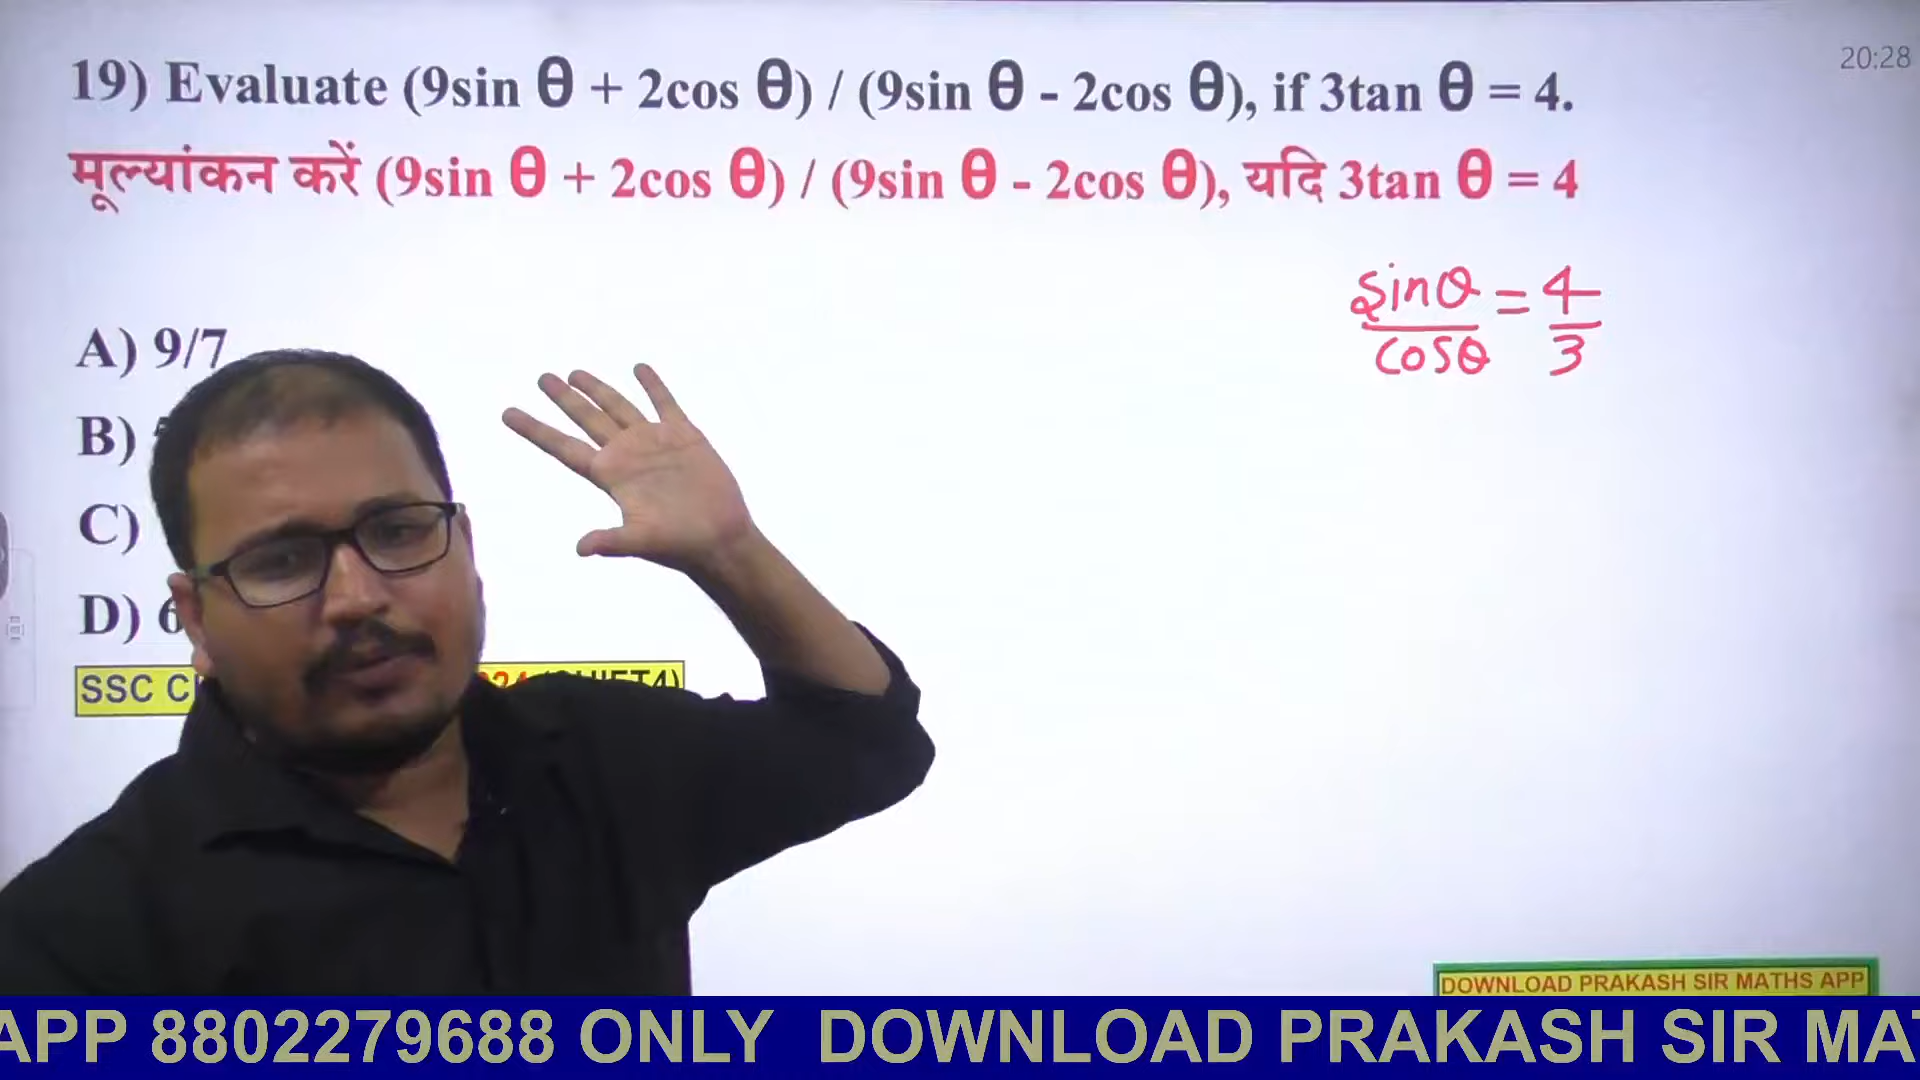 20:28
19) Evaluate (9sin θ + 2cos θ) / (9sin θ - 2cos θ), if 3tan θ = 4.
मूल्यांकन करें (9sin θ + 2cos θ) / (9sin θ - 2cos θ), यदि 3tan θ = 4
sinθ/cosθ = 4/3
A) 9/7
B)
C)
D) 6
SSC (SHIFT4)
DOWNLOAD PRAKASH SIR MATHS APP
APP 8802279688 ONLY DOWNLOAD PRAKASH SIR